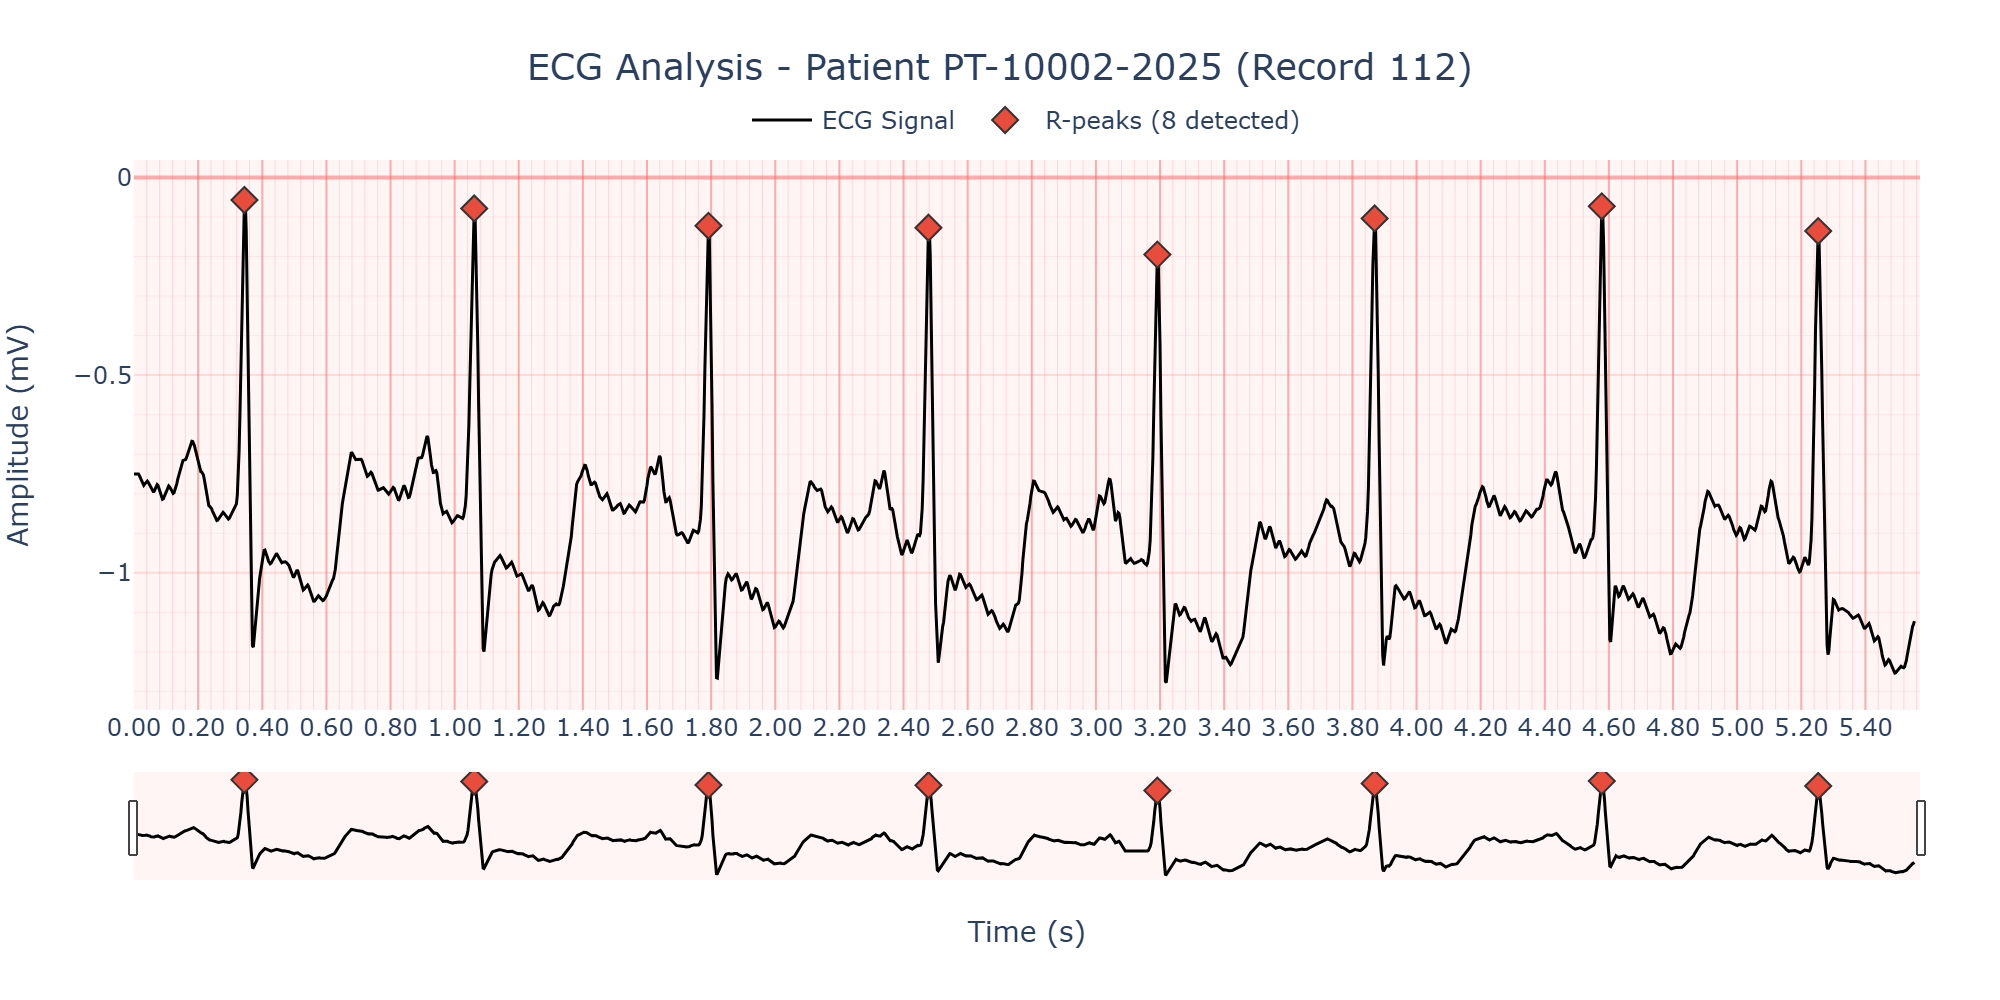 ECG Analysis - Patient PT-10002-2025 (Record 112)
ECG Signal R-peaks (8 detected)
0
−0.5
−1
Amplitude (mV)
0.00 0.20 0.40 0.60 0.80 1.00 1.20 1.40 1.60 1.80 2.00 2.20 2.40 2.60 2.80 3.00 3.20 3.40 3.60 3.80 4.00 4.20 4.40 4.60 4.80 5.00 5.20 5.40
Time (s)